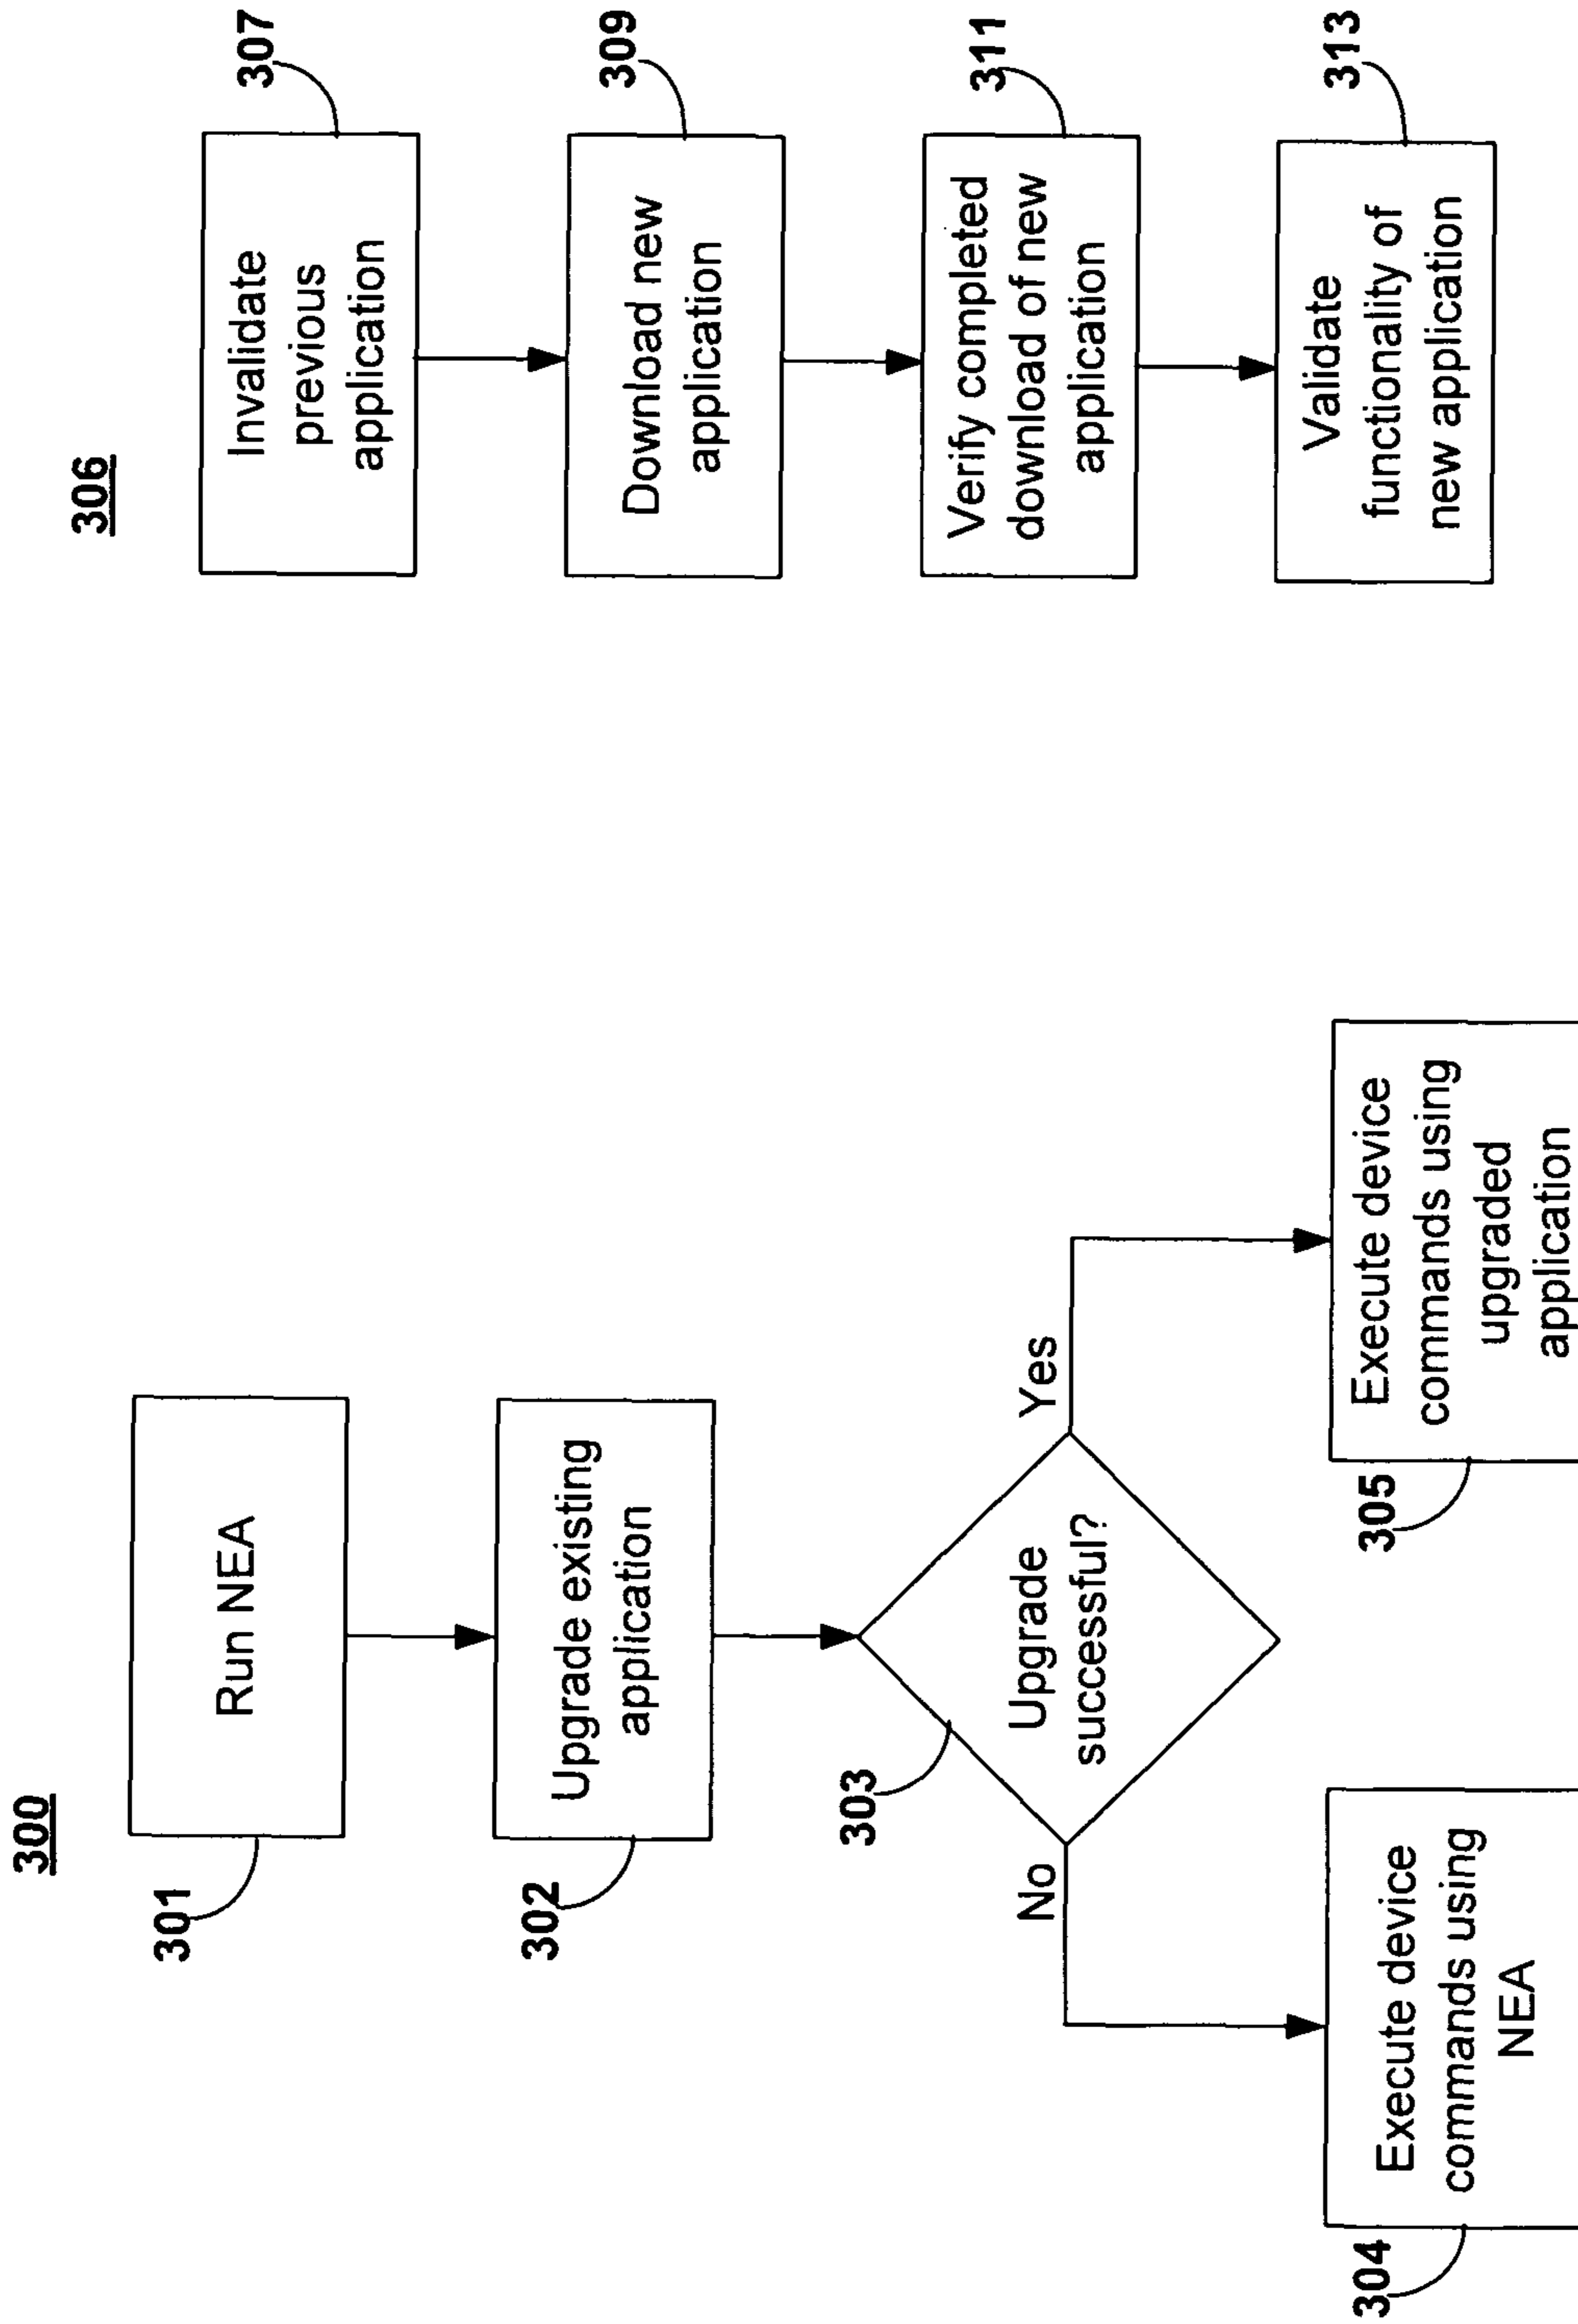 300
301
Run NEA
302
Upgrade existing
application
303
Upgrade
successful?
No
Yes
304
Execute device
commands using
NEA
305
Execute device
commands using
upgraded
application
306
307
Invalidate
previous
application
309
Download new
application
311
Verify completed
download of new
application
313
Validate
functionality of
new application